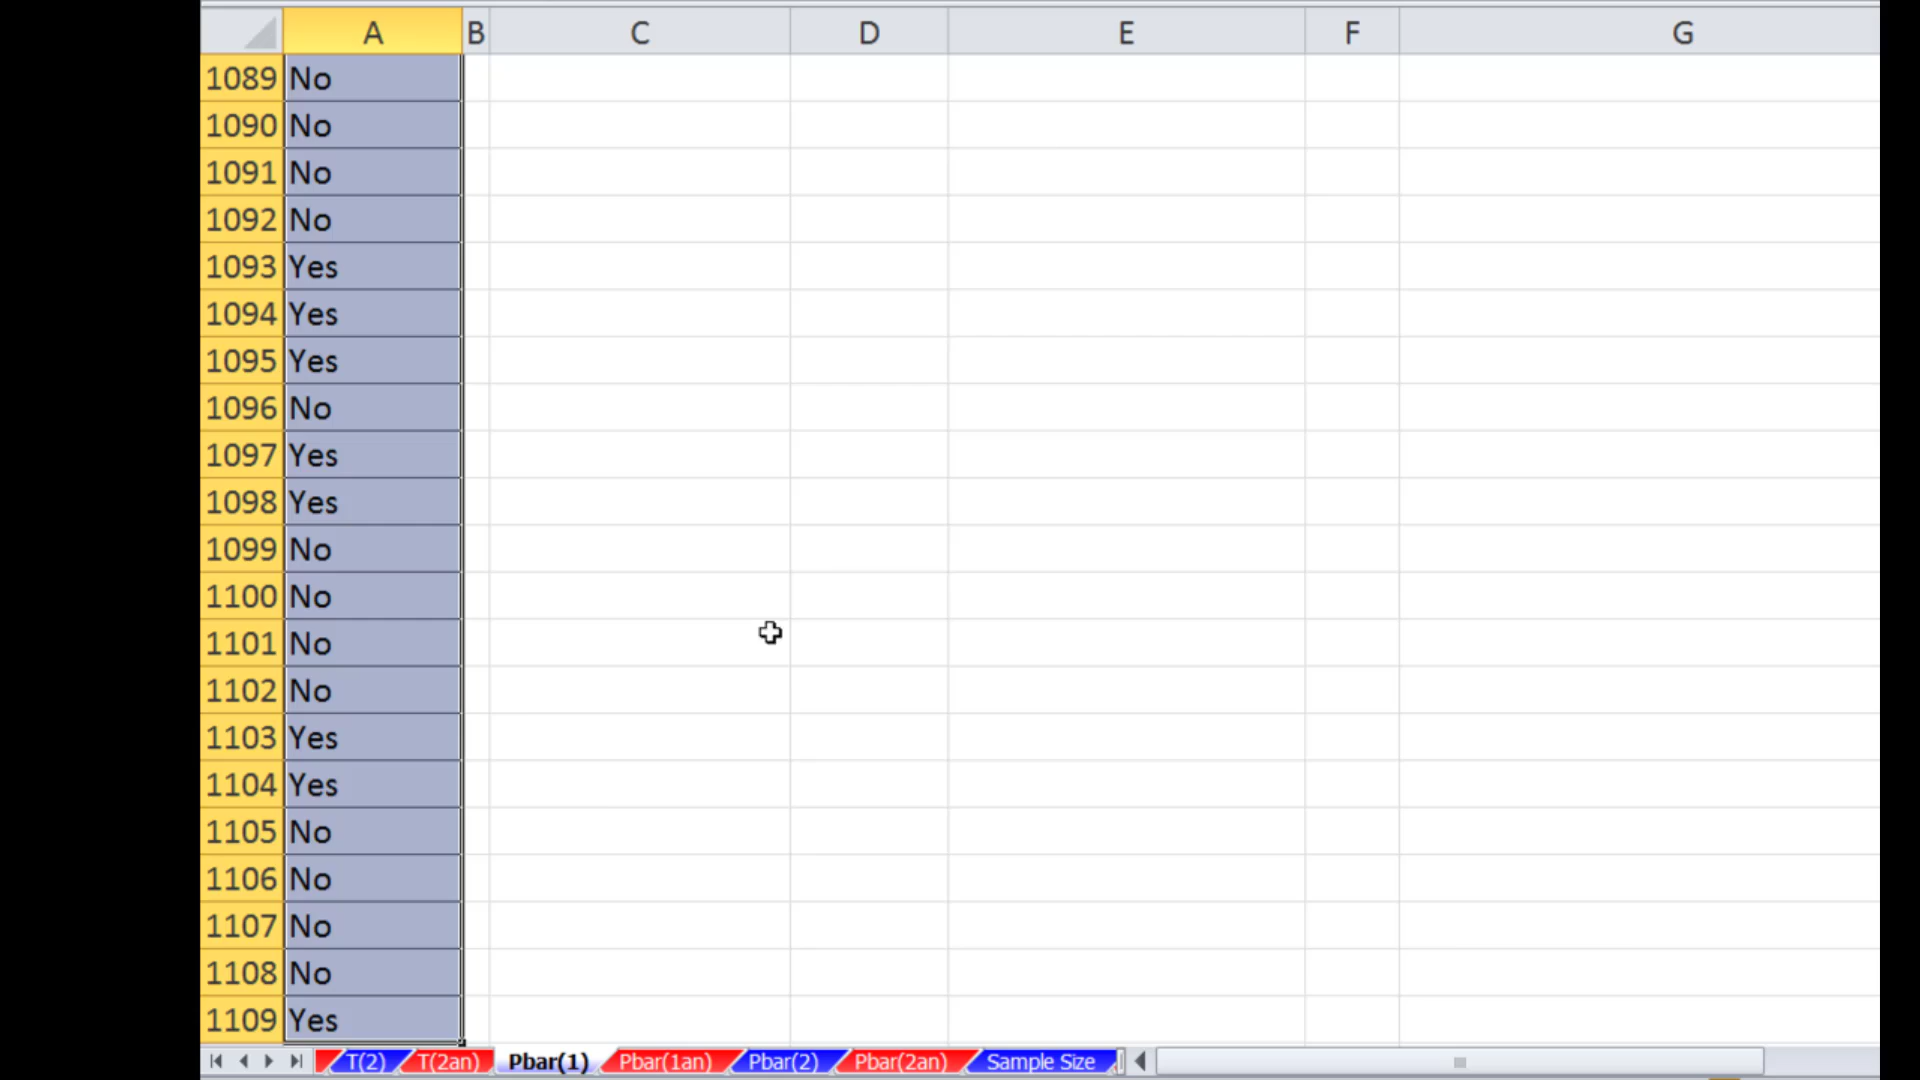 A B C D E F G
1089 No
1090 No
1091 No
1092 No
1093 Yes
1094 Yes
1095 Yes
1096 No
1097 Yes
1098 Yes
1099 No
1100 No
1101 No
1102 No
1103 Yes
1104 Yes
1105 No
1106 No
1107 No
1108 No
1109 Yes
T(2) T(2an) Pbar(1) Pbar(1an) Pbar(2) Pbar(2an) Sample Size